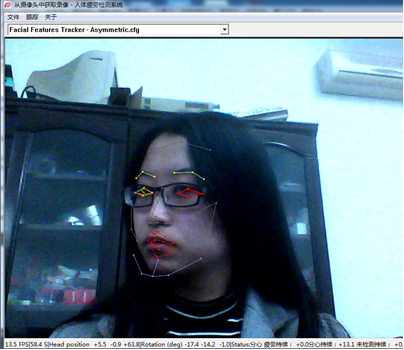 从摄像头中获取录像 - 人体疲劳检测系统
文件 跟踪 关于
Facial Features Tracker - Asymmetric.cfg
13.5 FPS|58.4 S|Head position +5.5 -0.9 +63.8|Rotation (deg) -17.4 -14.2 -1.0|Status:分心 疲劳持续： +0.0分心持续：+13.1 未检测持续：+0